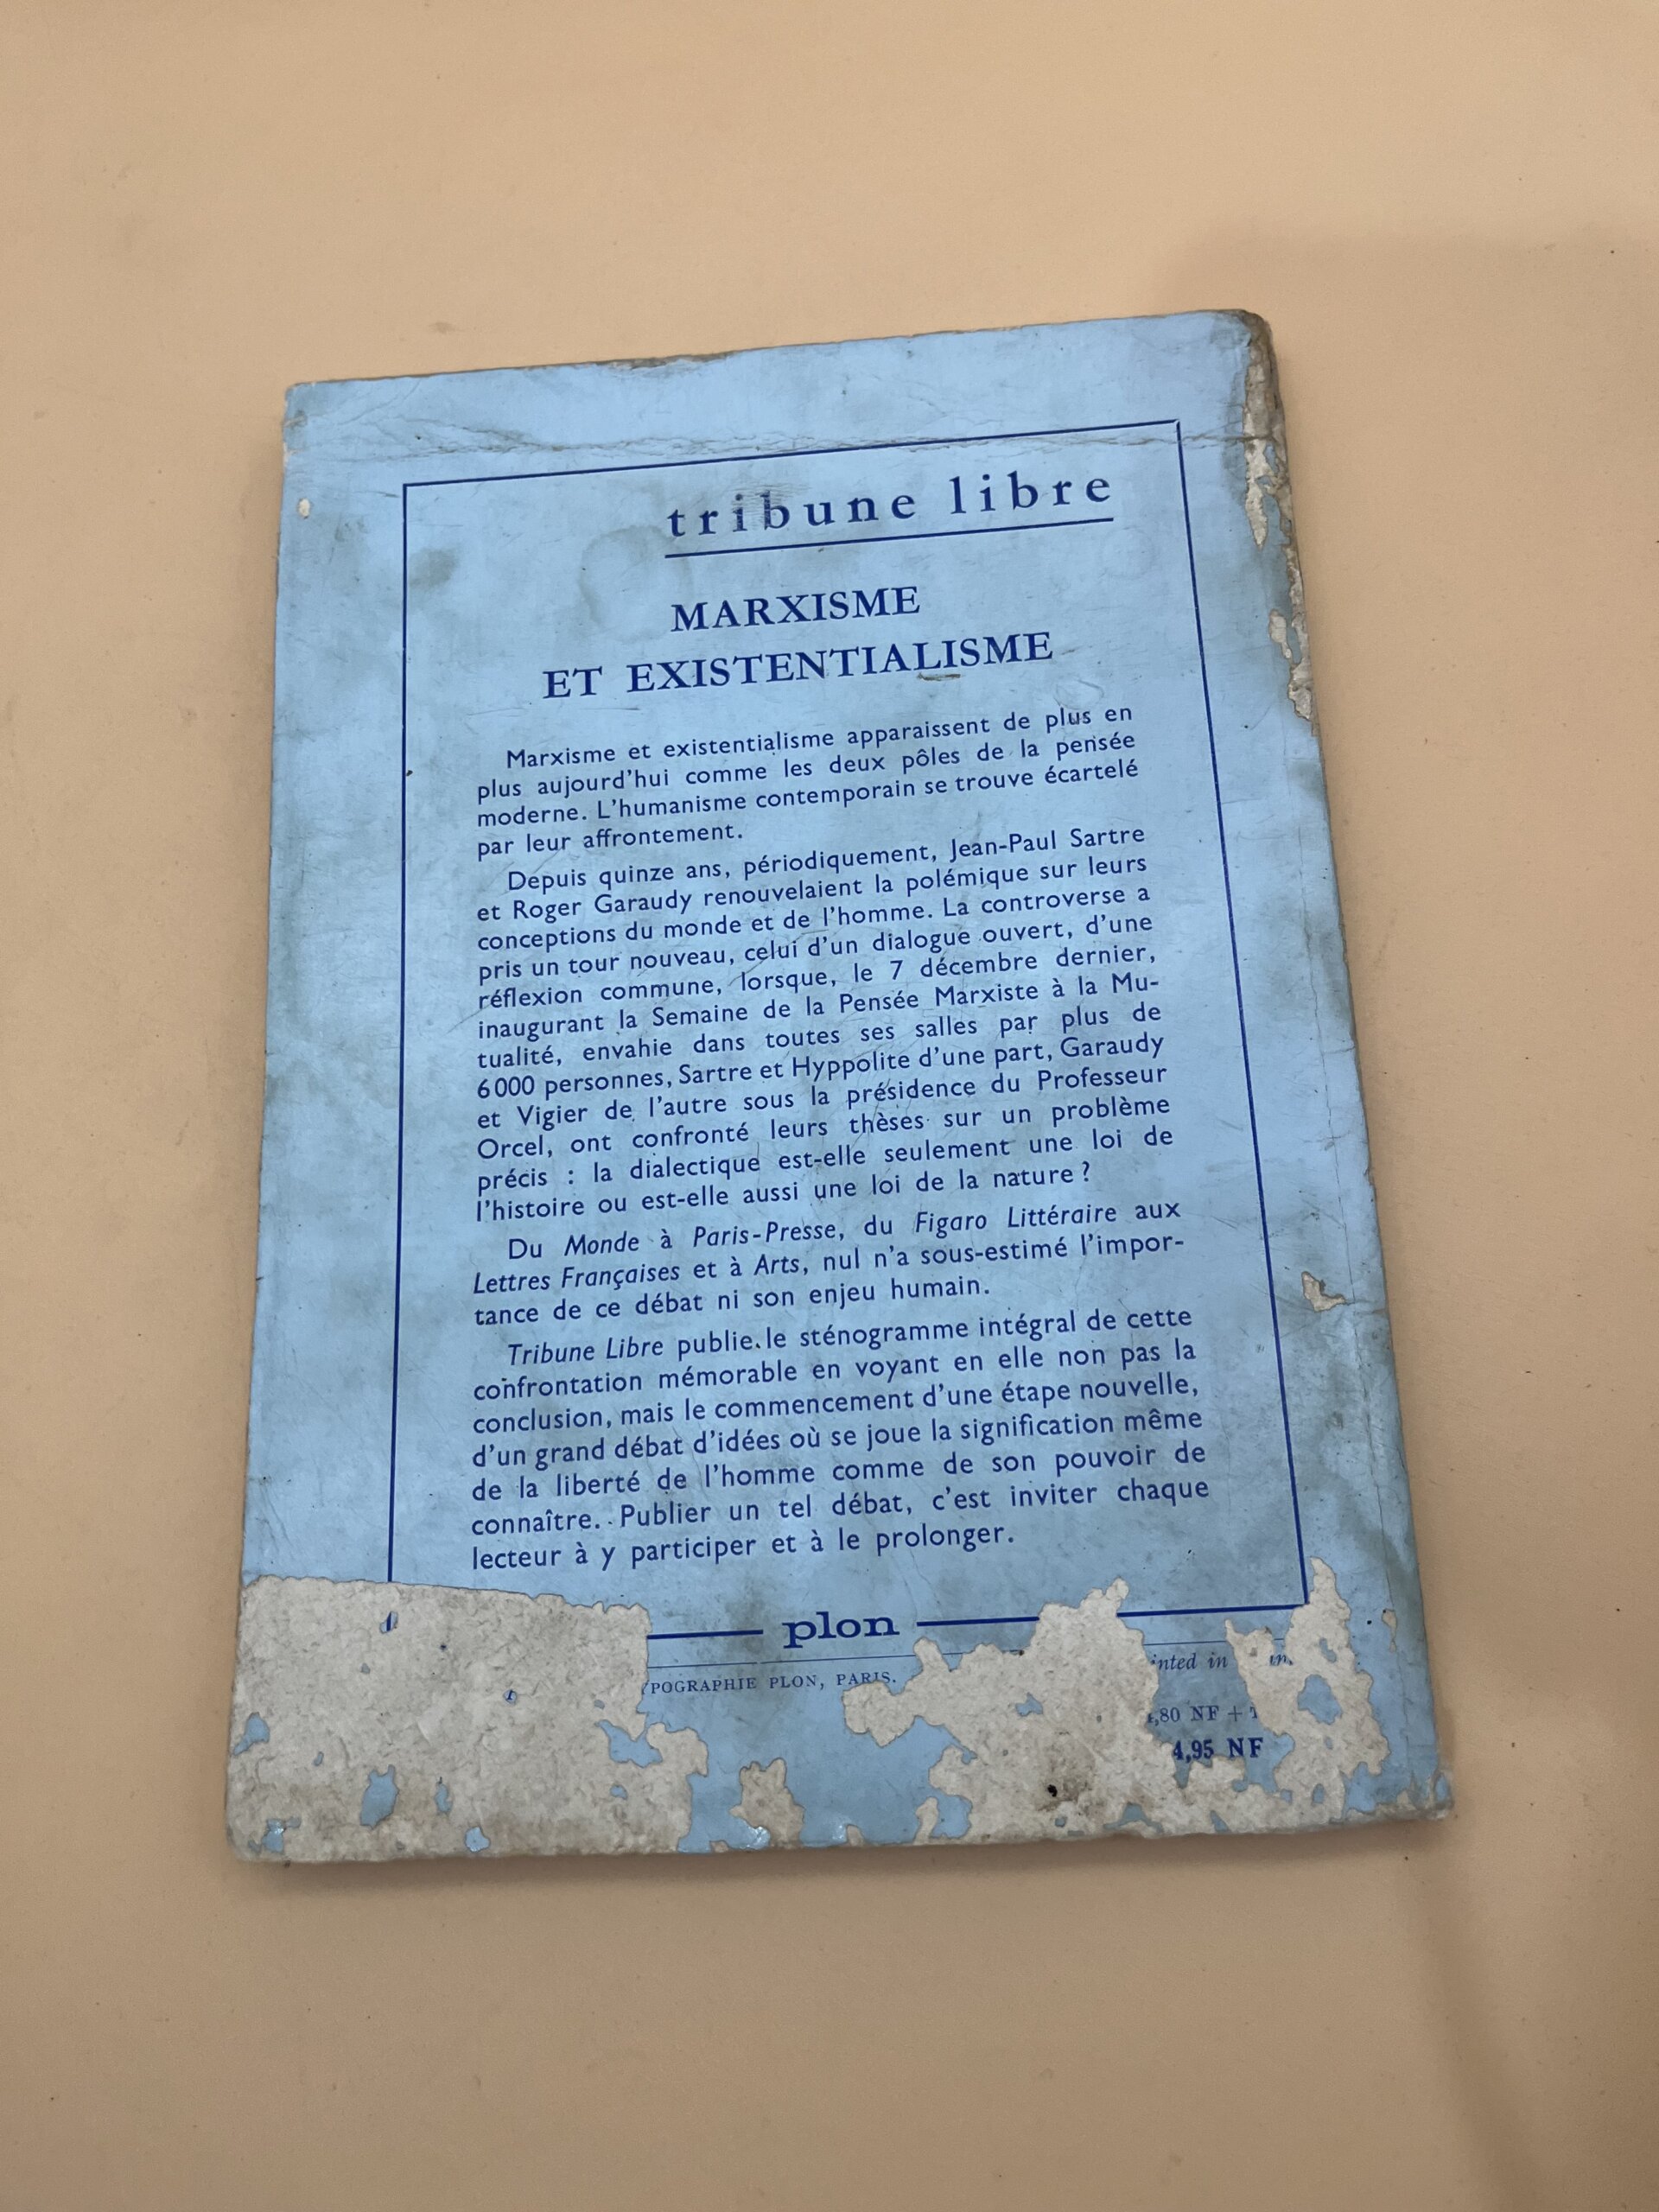 tribune libre
MARXISME
ET EXISTENTIALISME
Marxisme et existentialisme apparaissent de plus en
plus aujourd'hui comme les deux pôles de la pensée
moderne. L'humanisme contemporain se trouve écartelé
par leur affrontement.
Depuis quinze ans, périodiquement, Jean-Paul Sartre
et Roger Garaudy renouvelaient la polémique sur leurs
conceptions du monde et de l'homme. La controverse a
pris un tour nouveau, celui d'un dialogue ouvert, d'une
réflexion commune, lorsque, le 7 décembre dernier,
inaugurant la Semaine de la Pensée Marxiste à la Mu-
tualité, envahie dans toutes ses salles par plus de
6 000 personnes, Sartre et Hyppolite d'une part, Garaudy
et Vigier de l'autre sous la présidence du Professeur
Orcel, ont confronté leurs thèses sur un problème
précis : la dialectique est-elle seulement une loi de
l'histoire ou est-elle aussi une loi de la nature ?
Du Monde à Paris-Presse, du Figaro Littéraire aux
Lettres Françaises et à Arts, nul n'a sous-estimé l'impor-
tance de ce débat ni son enjeu humain.
Tribune Libre publie le sténogramme intégral de cette
confrontation mémorable en voyant en elle non pas la
conclusion, mais le commencement d'une étape nouvelle,
d'un grand débat d'idées où se joue la signification même
de la liberté de l'homme comme de son pouvoir de
connaître. Publier un tel débat, c'est inviter chaque
lecteur à y participer et à le prolonger.
plon
POGRAPHIE PLON, PARIS.
inted in
,80 NF +
4,95 NF